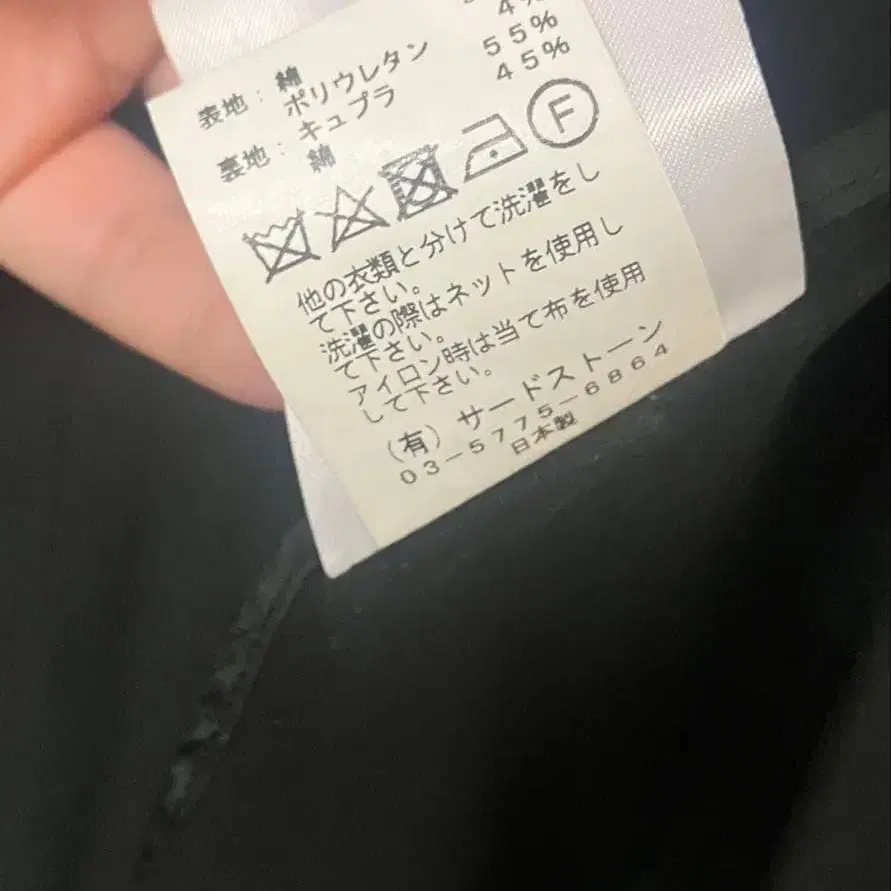 表地: 綿
ポリウレタン 4%
裏地: キュプラ 55%
綿 45%
F
他の衣類と分けて洗濯をし
て下さい。
洗濯の際はネットを使用し
て下さい。
アイロン時は当て布を使用
して下さい。
(有) サードストーン
03-5775-6864
日本製